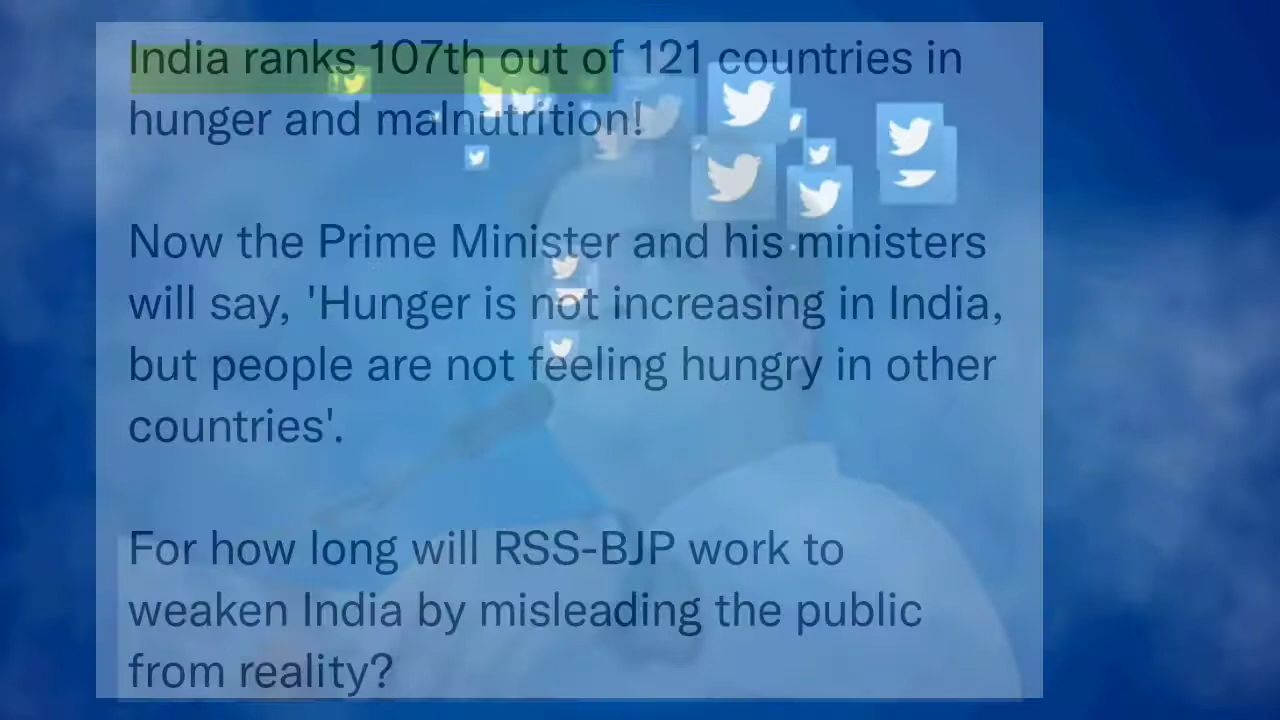 India ranks 107th out of 121 countries in
hunger and malnutrition!
Now the Prime Minister and his ministers
will say, 'Hunger is not increasing in India,
but people are not feeling hungry in other
countries'.
For how long will RSS-BJP work to
weaken India by misleading the public
from reality?